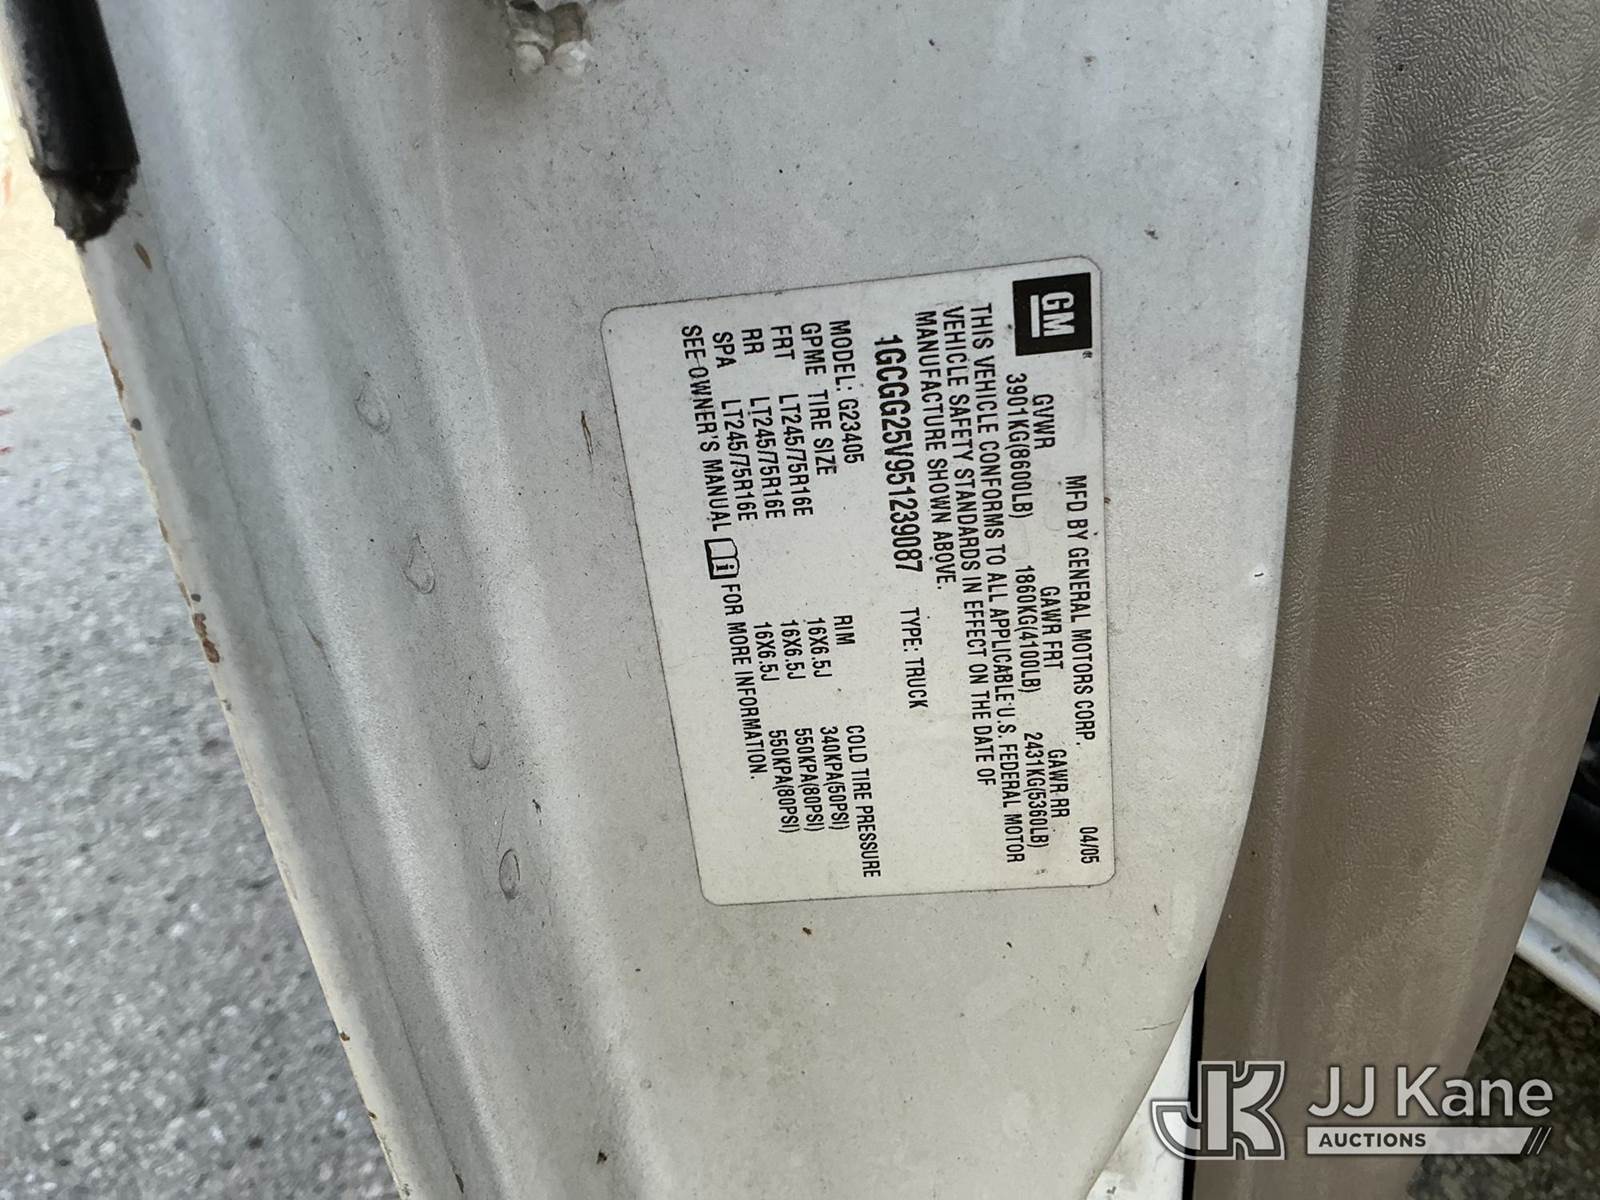 GM
MFD BY GENERAL MOTORS CORP. 04/05
GVWR GAWR FRT GAWR RR
3901KG(8600LB) 1860KG(4100LB) 2431KG(5360LB)
THIS VEHICLE CONFORMS TO ALL APPLICABLE U.S. FEDERAL MOTOR
VEHICLE SAFETY STANDARDS IN EFFECT ON THE DATE OF
MANUFACTURE SHOWN ABOVE.
1GCGG25V951239087 TYPE: TRUCK
MODEL: G23405
GPME TIRE SIZE RIM COLD TIRE PRESSURE
FRT LT245/75R16E 16X6.5J 340KPA(50PSI)
RR LT245/75R16E 16X6.5J 550KPA(80PSI)
SPA LT245/75R16E 16X6.5J 550KPA(80PSI)
SEE OWNER'S MANUAL FOR MORE INFORMATION.
JK JJ Kane
AUCTIONS